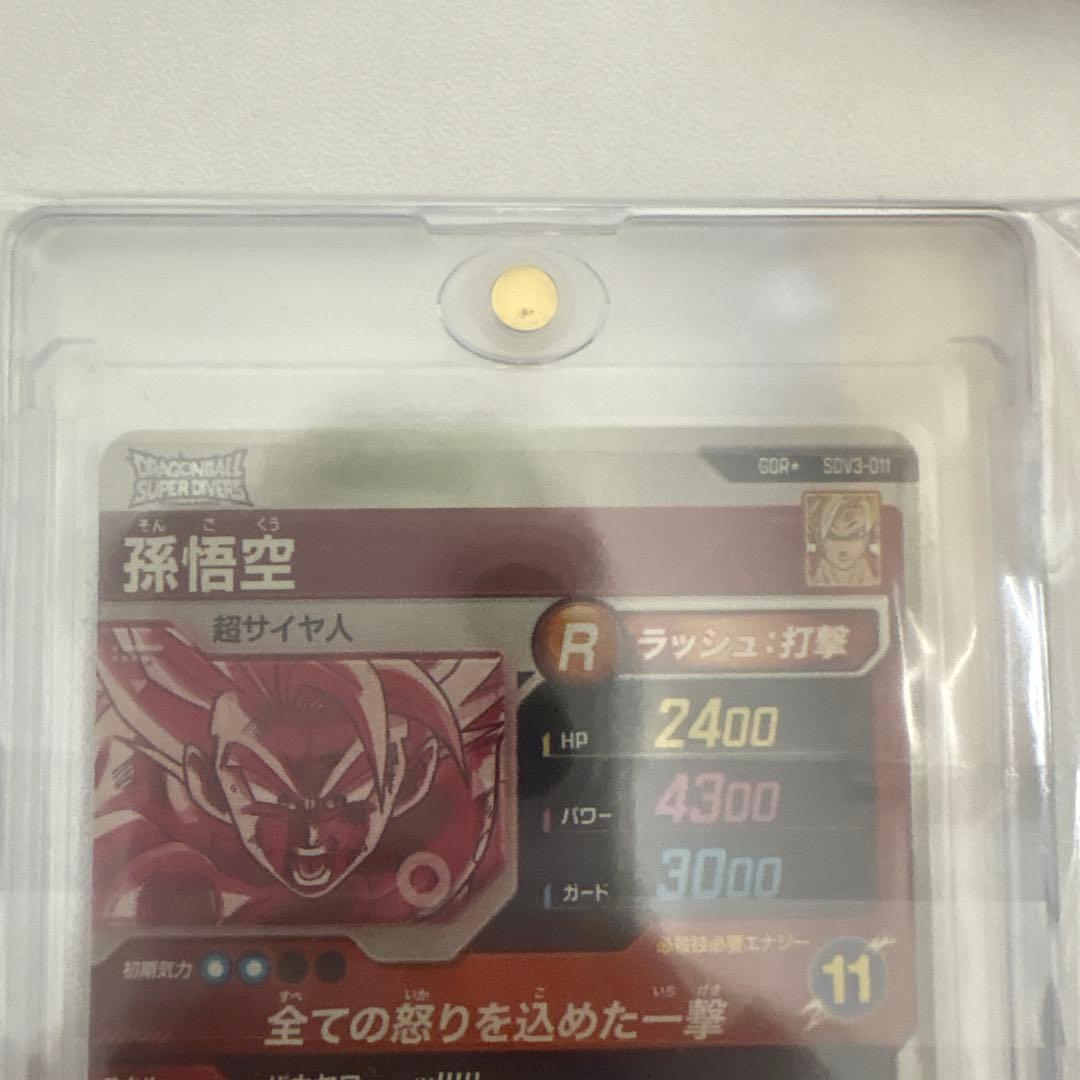 DRAGONBALL
SUPER DIVERS
GDR★ SDV3-011
そん ご くう
孫悟空
超サイヤ人
R ラッシュ:打撃
HP 2400
パワー 4300
ガード 3000
必殺技必要エナジー
初期気力
11
すべ いか こ いち げき
全ての怒りを込めた一撃